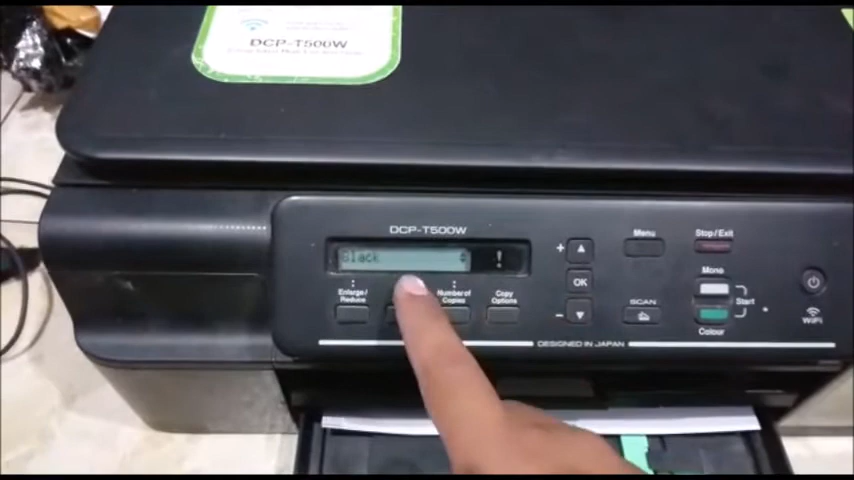 DCP-T500W
DCP-T500W
Black
!
Enlarge /
Reduce
Number of
Copies
Copy
Options
+
OK
-
Menu
Stop/Exit
SCAN
Mono
Start
Colour
WiFi
DESIGNED IN JAPAN